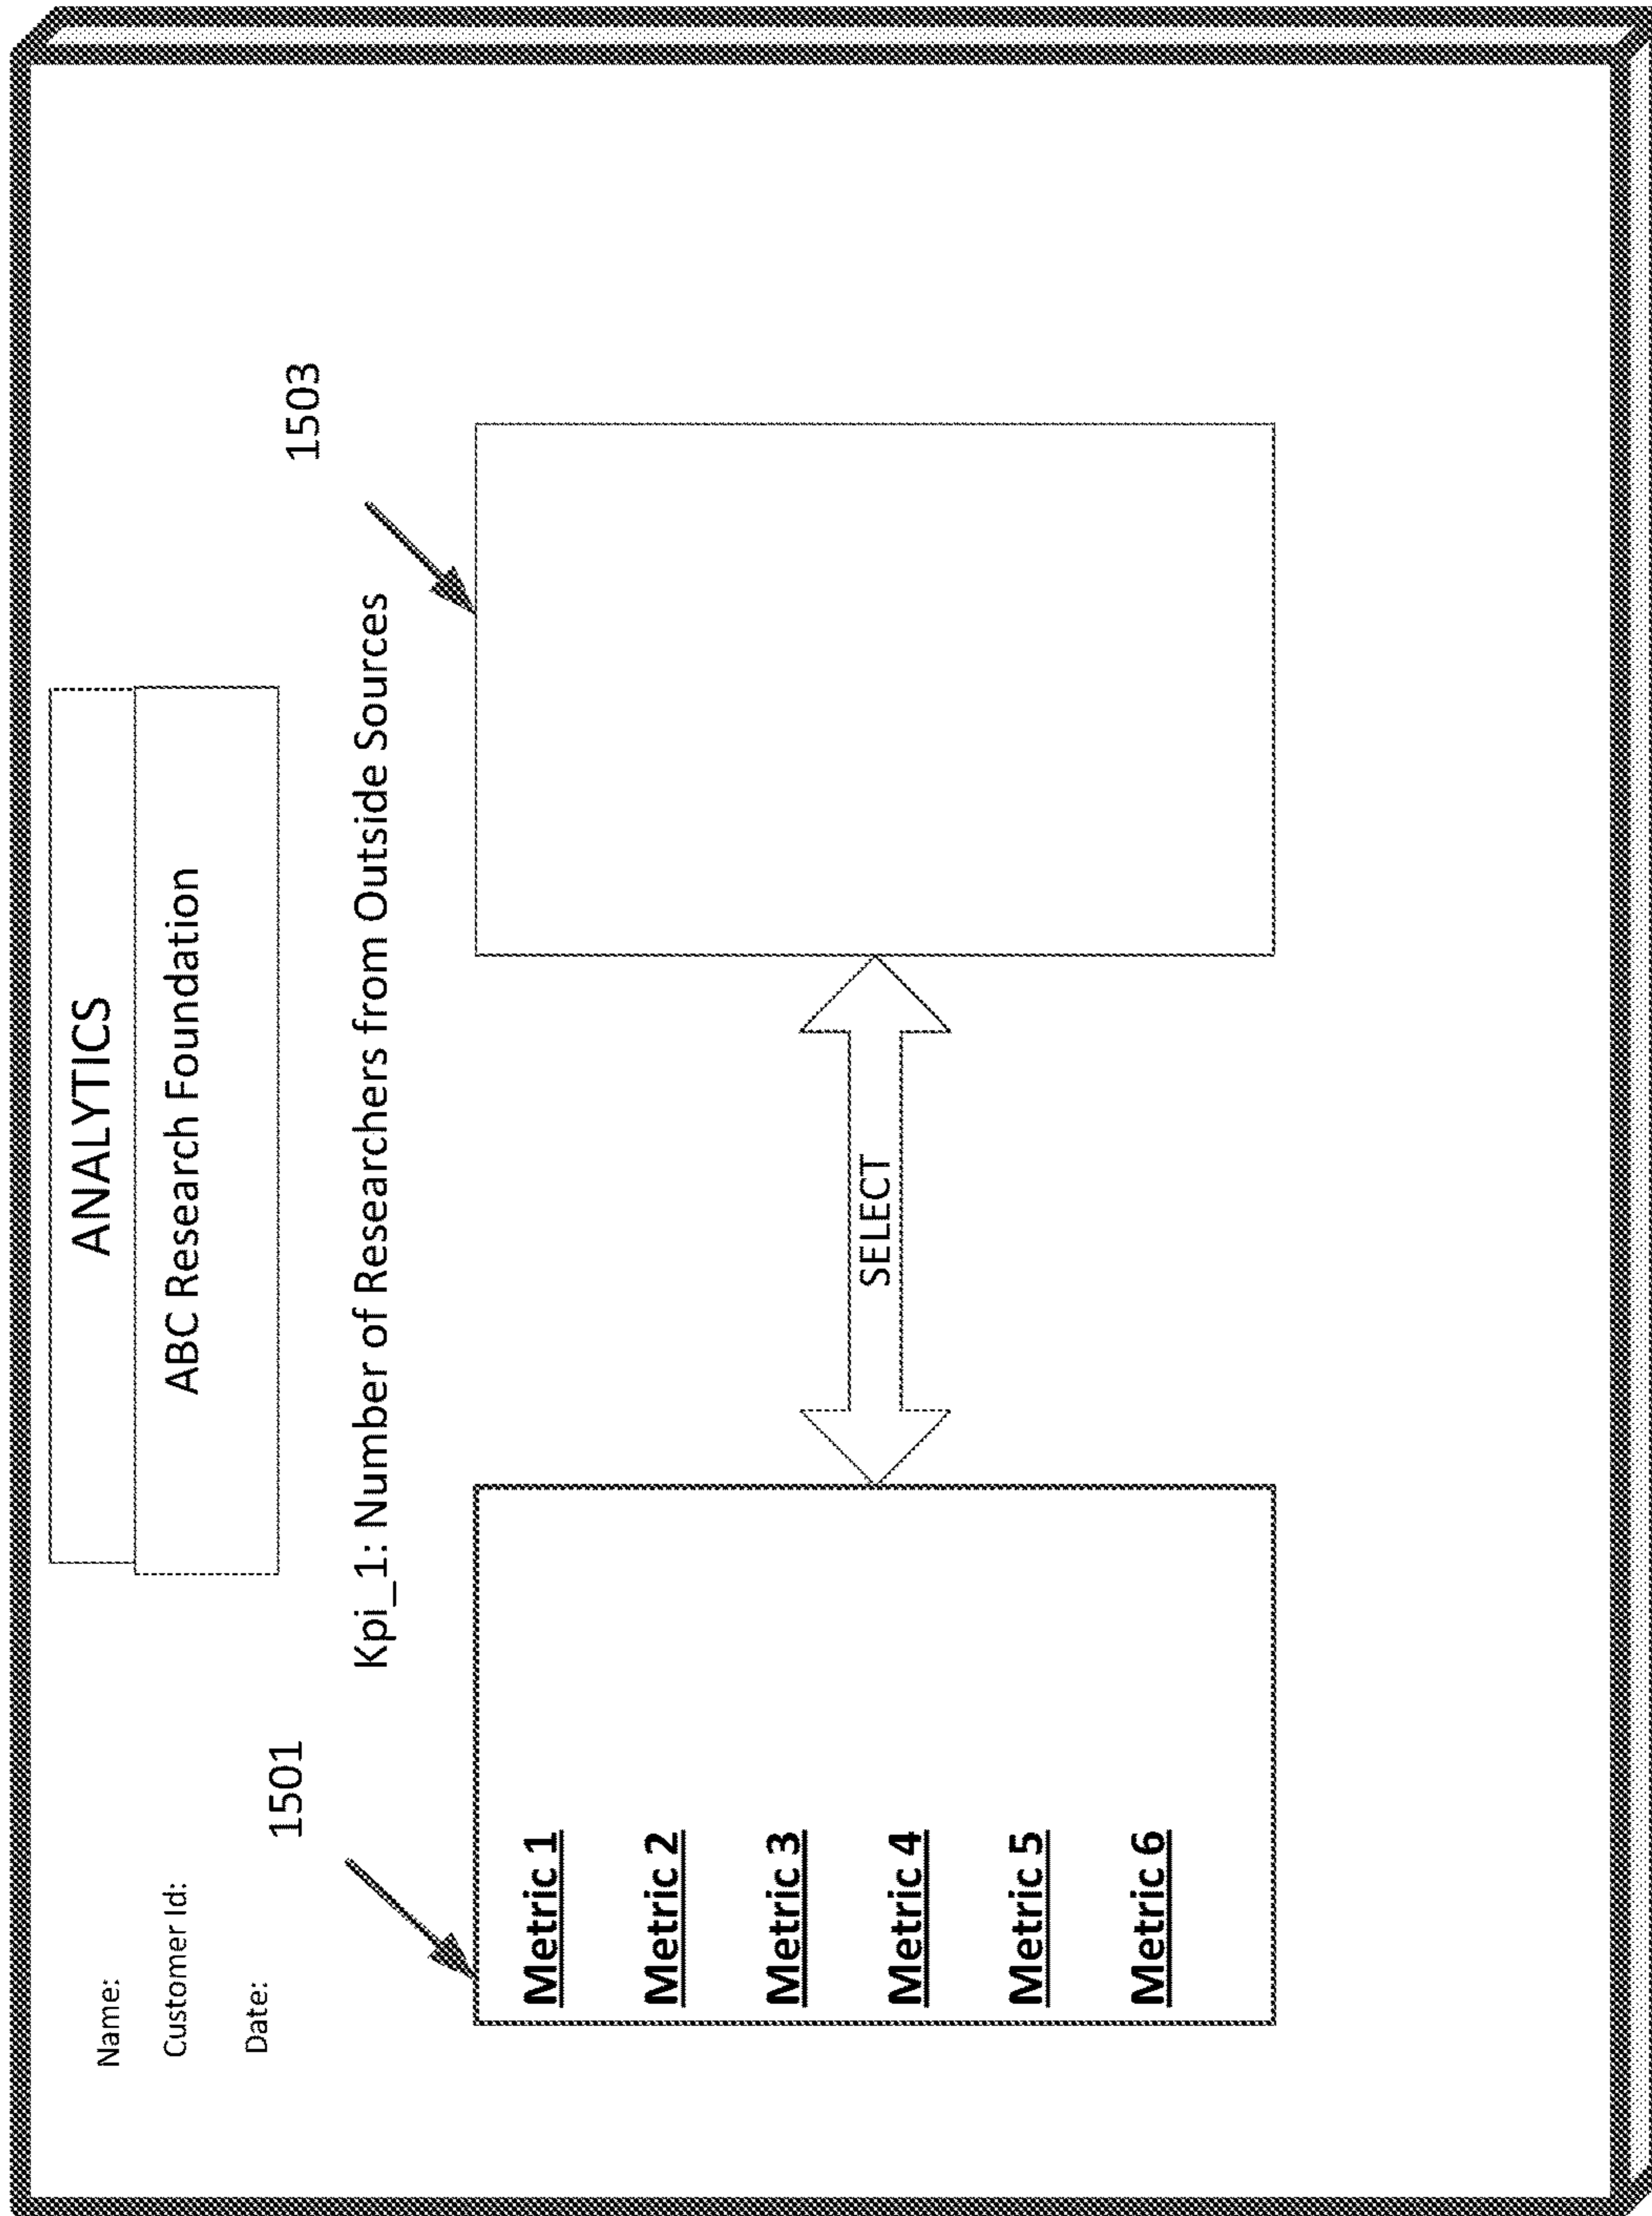 ANALYTICS
ABC Research Foundation
Name:
Customer Id:
Date:
1501
1503
Kpi_1: Number of Researchers from Outside Sources
Metric 1
Metric 2
Metric 3
Metric 4
Metric 5
Metric 6
SELECT